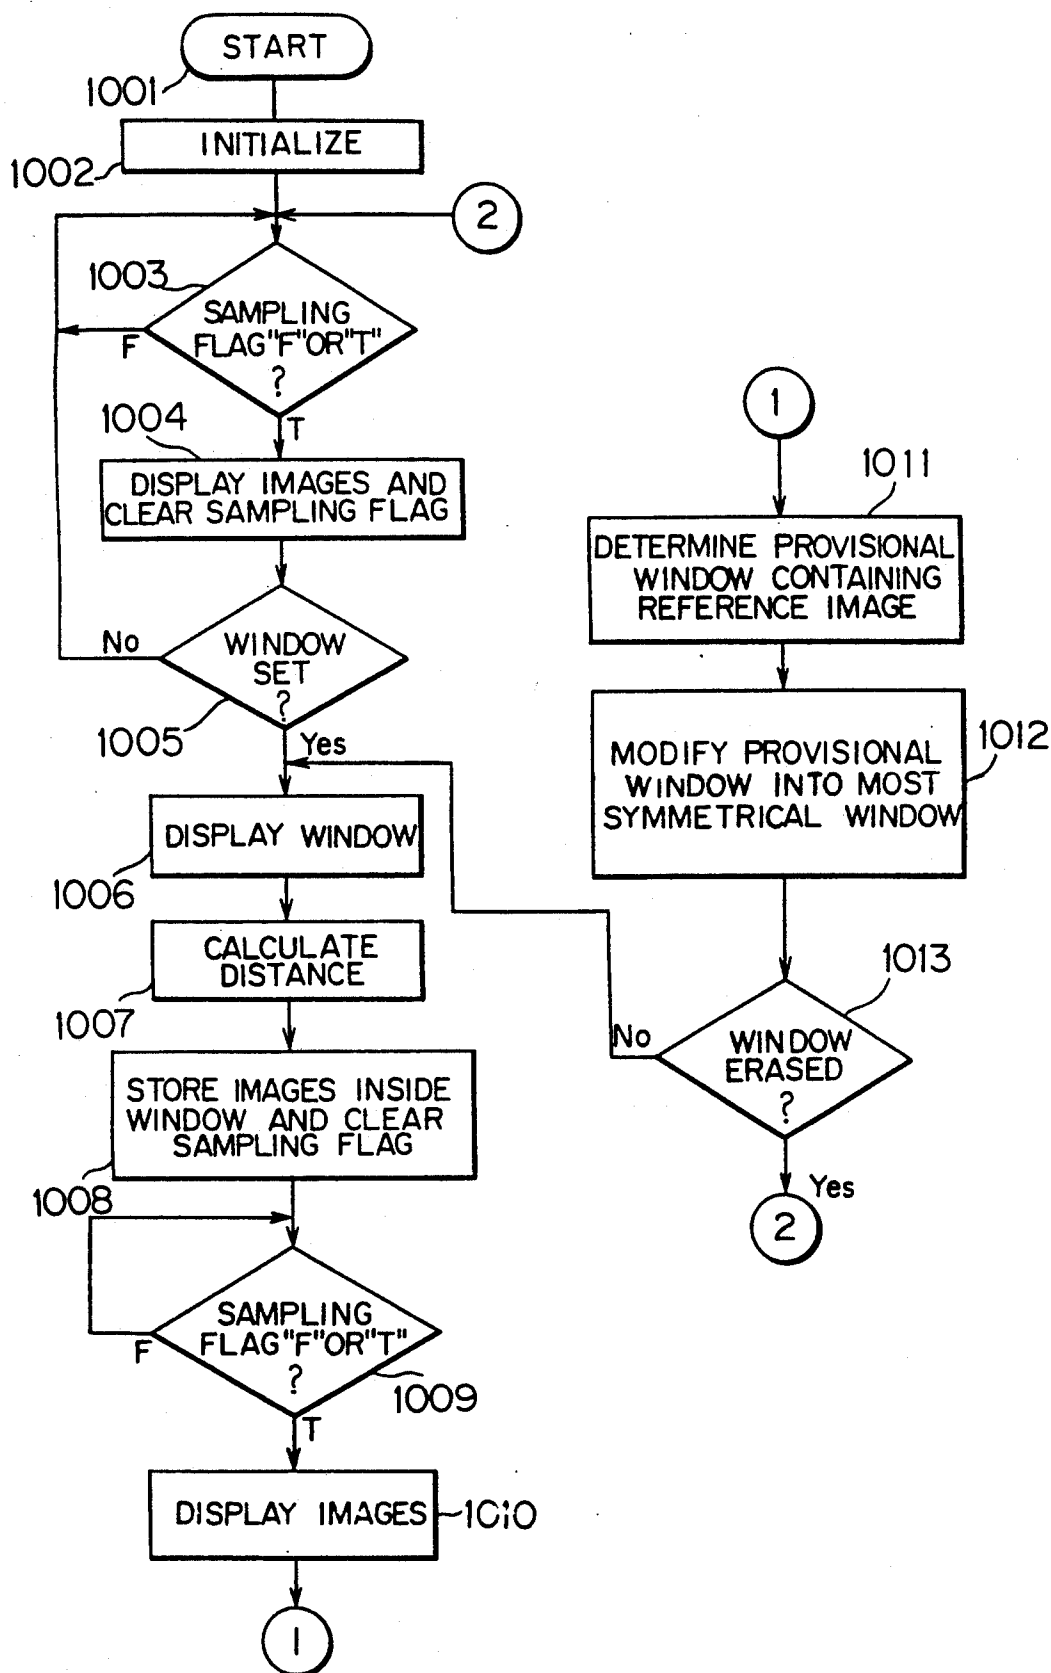 START
1001
INITIALIZE
1002
2
1003
SAMPLING
FLAG"F"OR"T"
?
F
T
1004
DISPLAY IMAGES AND
CLEAR SAMPLING FLAG
No
WINDOW
SET
?
1005
Yes
DISPLAY WINDOW
1006
CALCULATE
DISTANCE
1007
STORE IMAGES INSIDE
WINDOW AND CLEAR
SAMPLING FLAG
1008
SAMPLING
FLAG"F"OR"T"
?
F
1009
T
DISPLAY IMAGES
1010
1
1
1011
DETERMINE PROVISIONAL
WINDOW CONTAINING
REFERENCE IMAGE
1012
MODIFY PROVISIONAL
WINDOW INTO MOST
SYMMETRICAL WINDOW
1013
No
WINDOW
ERASED
?
Yes
2